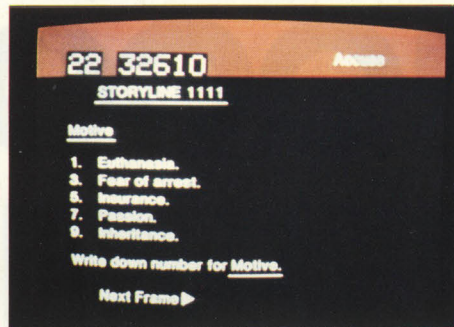 22 32610
Accuse
STORYLINE 1111
Motive
1. Euthanasia.
3. Fear of arrest.
5. Insurance.
7. Passion.
9. Inheritance.
Write down number for Motive.
Next Frame▶